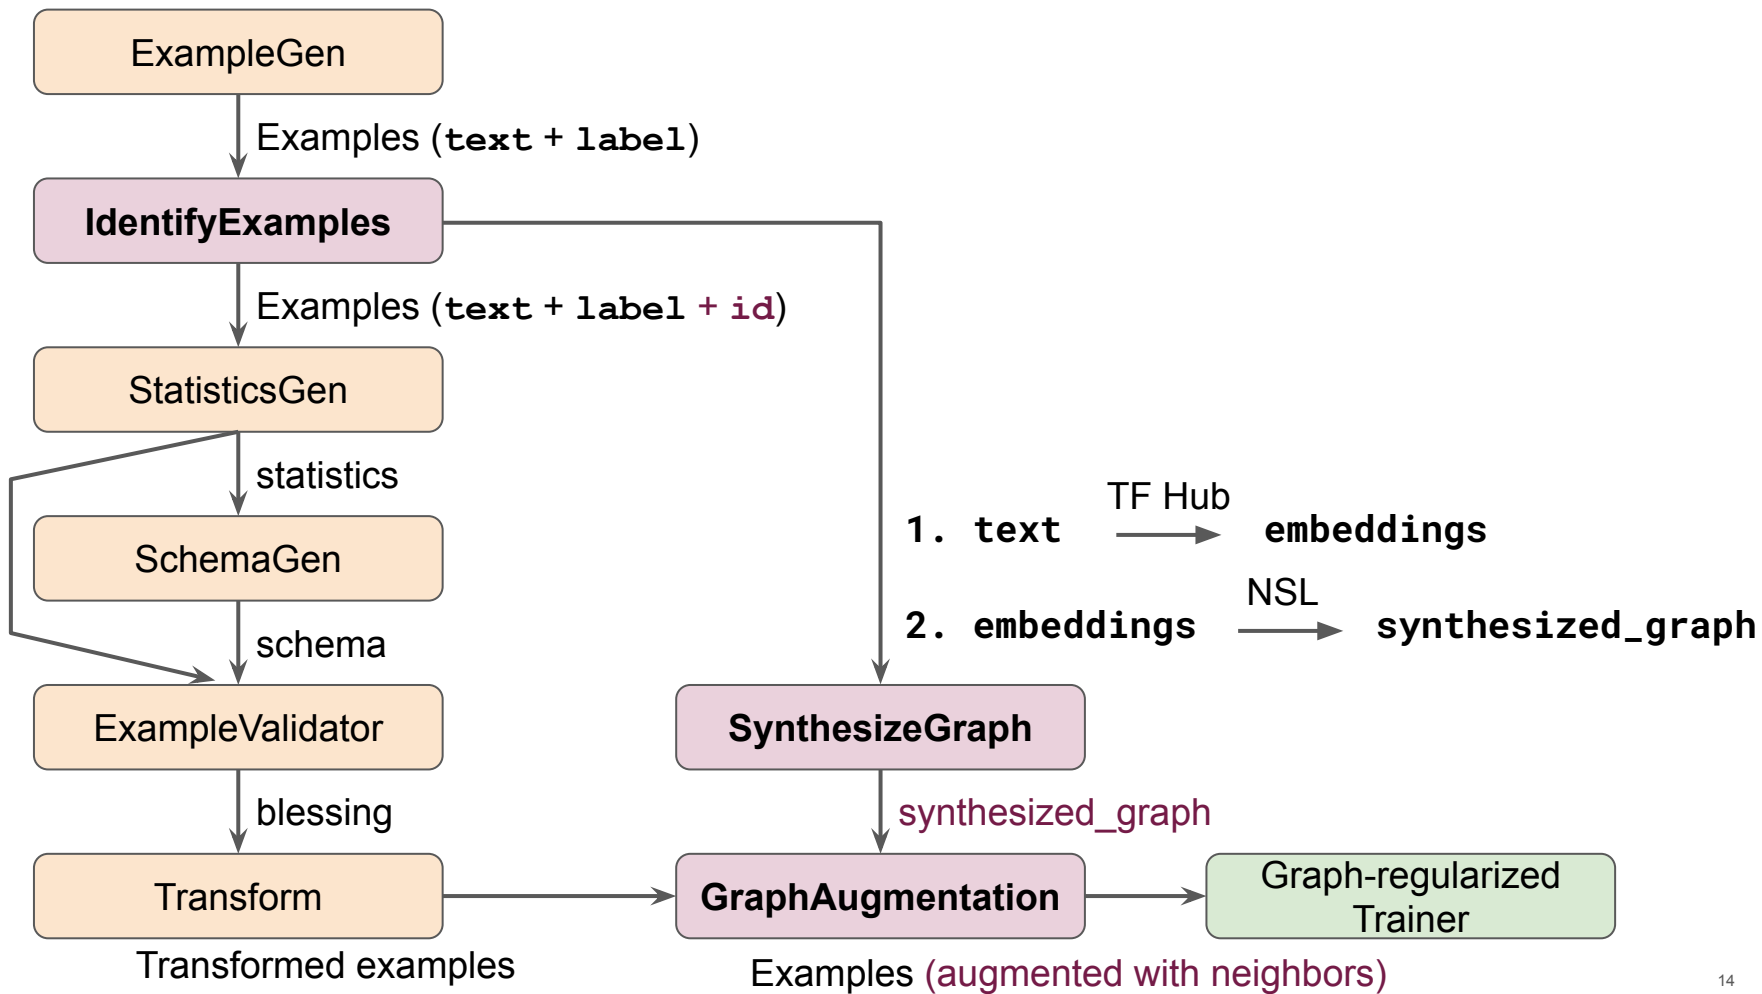 ExampleGen
Examples (text + label)
IdentifyExamples
Examples (text + label + id)
StatisticsGen
statistics
SchemaGen
schema
ExampleValidator
blessing
Transform
Transformed examples
TF Hub
1. text embeddings
NSL
2. embeddings synthesized_graph
SynthesizeGraph
synthesized_graph
GraphAugmentation
Examples (augmented with neighbors)
Graph-regularized
Trainer
14